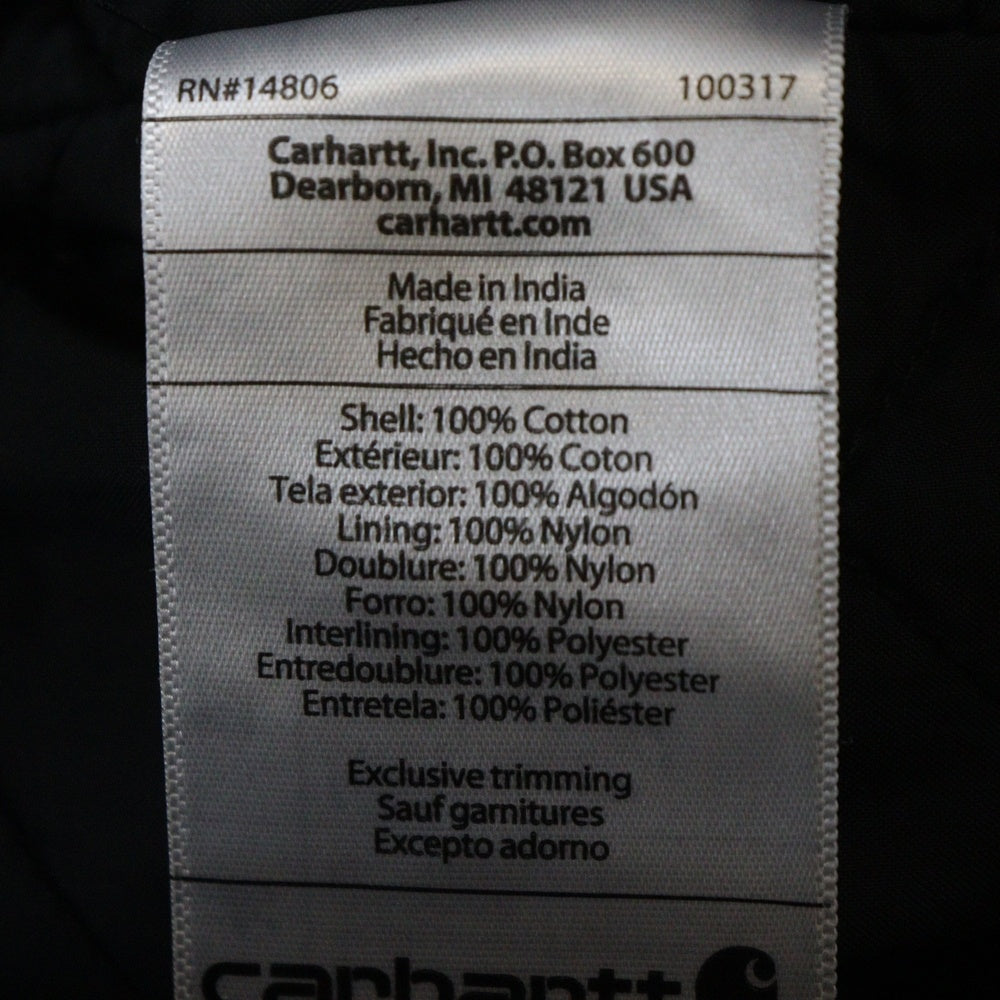 RN#14806 100317
Carhartt, Inc. P.O. Box 600
Dearborn, MI 48121 USA
carhartt.com
Made in India
Fabriqué en Inde
Hecho en India
Shell: 100% Cotton
Extérieur: 100% Coton
Tela exterior: 100% Algodón
Lining: 100% Nylon
Doublure: 100% Nylon
Forro: 100% Nylon
Interlining: 100% Polyester
Entredoublure: 100% Polyester
Entretela: 100% Poliéster
Exclusive trimming
Sauf garnitures
Excepto adorno
carhartt